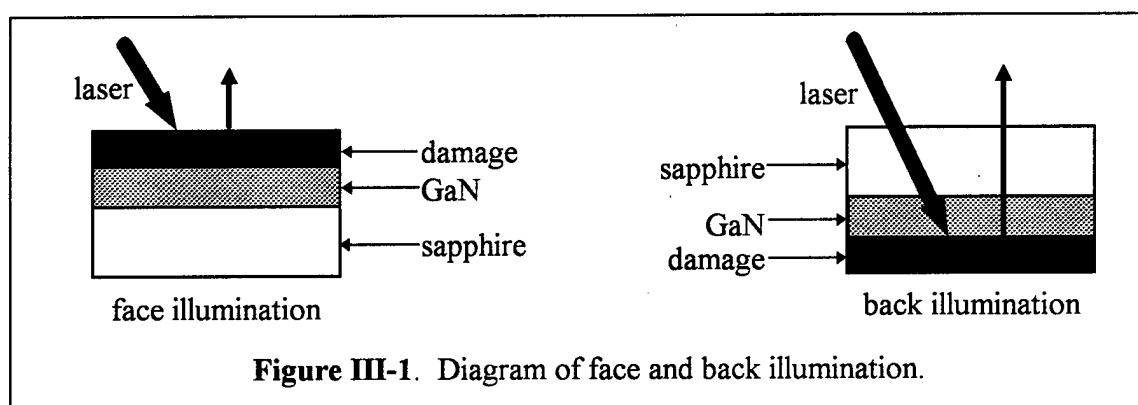 laser
damage
GaN
sapphire
face illumination
laser
sapphire
GaN
damage
back illumination
Figure III-1. Diagram of face and back illumination.